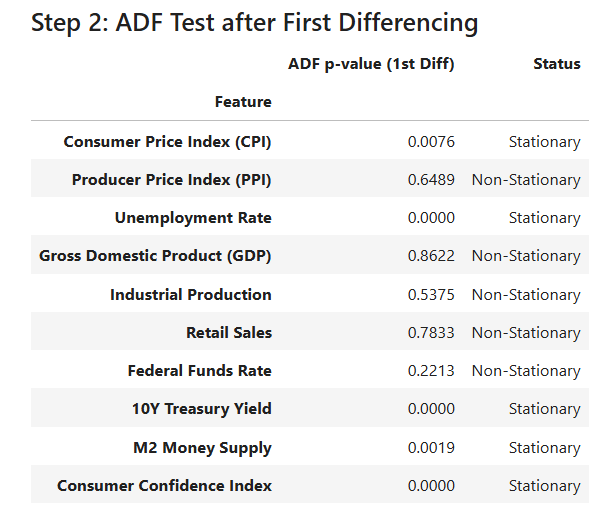 Step 2: ADF Test after First Differencing
ADF p-value (1st Diff) Status
Feature
Consumer Price Index (CPI) 0.0076 Stationary
Producer Price Index (PPI) 0.6489 Non-Stationary
Unemployment Rate 0.0000 Stationary
Gross Domestic Product (GDP) 0.8622 Non-Stationary
Industrial Production 0.5375 Non-Stationary
Retail Sales 0.7833 Non-Stationary
Federal Funds Rate 0.2213 Non-Stationary
10Y Treasury Yield 0.0000 Stationary
M2 Money Supply 0.0019 Stationary
Consumer Confidence Index 0.0000 Stationary